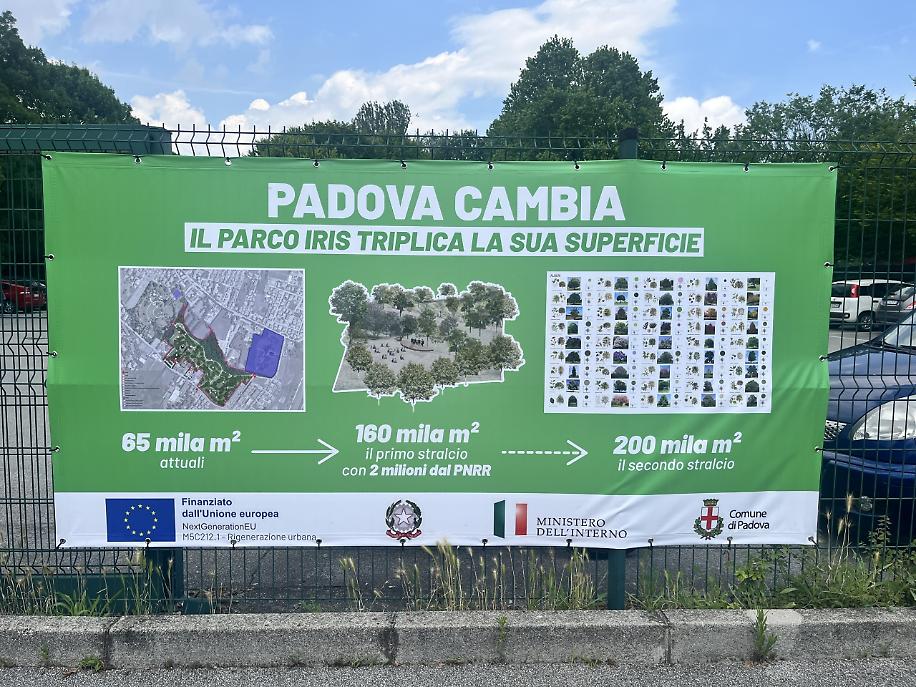 PADOVA CAMBIA
IL PARCO IRIS TRIPLICA LA SUA SUPERFICIE
65 mila m²
attuali
160 mila m²
il primo stralcio
con 2 milioni dal PNRR
200 mila m²
il secondo stralcio
Finanziato
dall'Unione europea
NextGenerationEU
M5C212.1 - Rigenerazione urbana
MINISTERO
DELL'INTERNO
Comune
di Padova